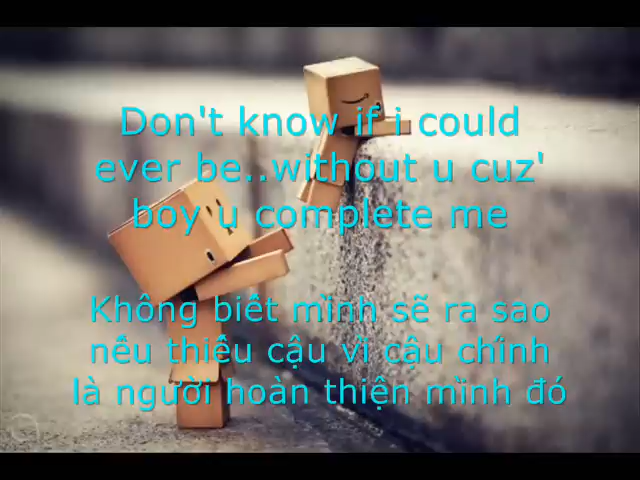 Don't know if i could
ever be..without u cuz'
boy u complete me
Không biết mình sẽ ra sao
nếu thiếu cậu vì cậu chính
là người hoàn thiện mình đó